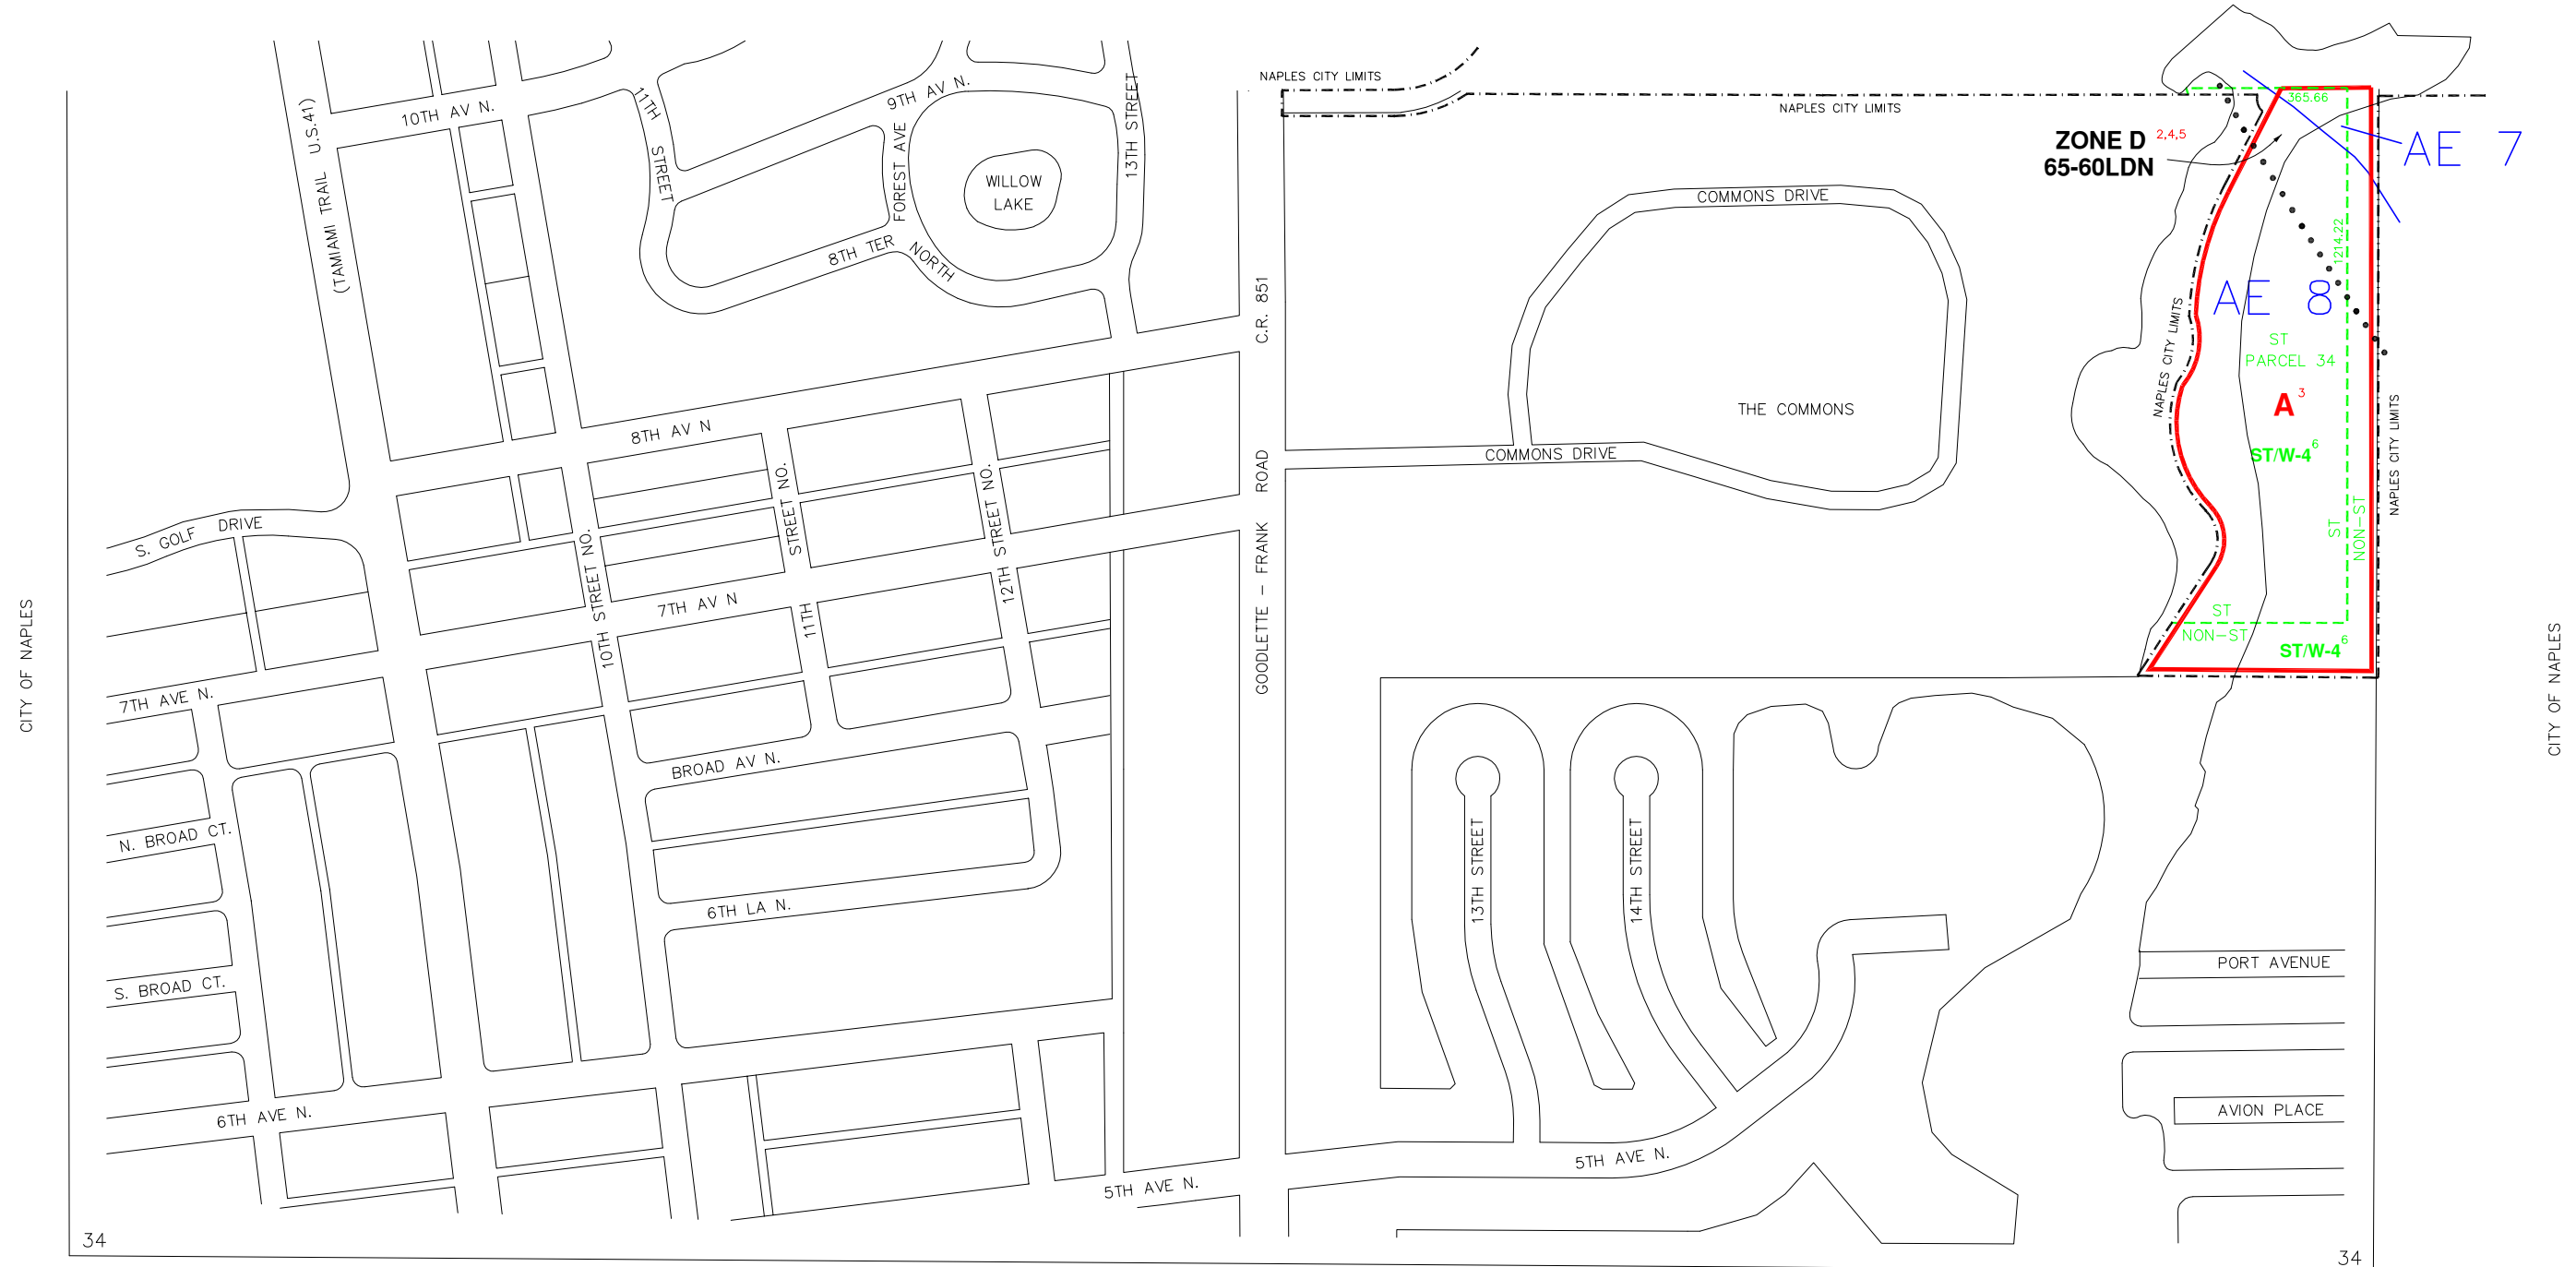 NAPLES CITY LIMITS
NAPLES CITY LIMITS
365.66
ZONE D 2,4,5
65-60LDN
AE 7
(TAMIAMI TRAIL U.S.41)
10TH AV N.
11TH STREET
9TH AV N.
FOREST AVE
13TH STREET
WILLOW
LAKE
8TH TER NORTH
COMMONS DRIVE
C.R. 851
1214.22
AE 8
NAPLES CITY LIMITS
ST
PARCEL 34
A 3
ST/W-4 6
NAPLES CITY LIMITS
THE COMMONS
8TH AV N
COMMONS DRIVE
GOODLETTE - FRANK ROAD
S. GOLF DRIVE
10TH STREET NO.
11TH STREET NO.
12TH STREET NO.
ST
NON-ST
7TH AV N
ST
NON-ST
ST/W-4 6
CITY OF NAPLES
CITY OF NAPLES
7TH AVE N.
BROAD AV N.
N. BROAD CT.
13TH STREET
14TH STREET
6TH LA N.
S. BROAD CT.
PORT AVENUE
6TH AVE N.
AVION PLACE
5TH AVE N.
5TH AVE N.
34
34